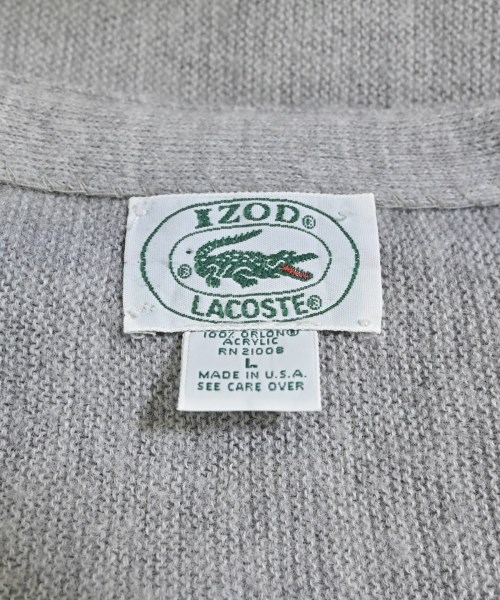 IZOD®
®
LACOSTE®
100% ORLON®
ACRYLIC
RN 21008
L
MADE IN U.S.A.
SEE CARE OVER